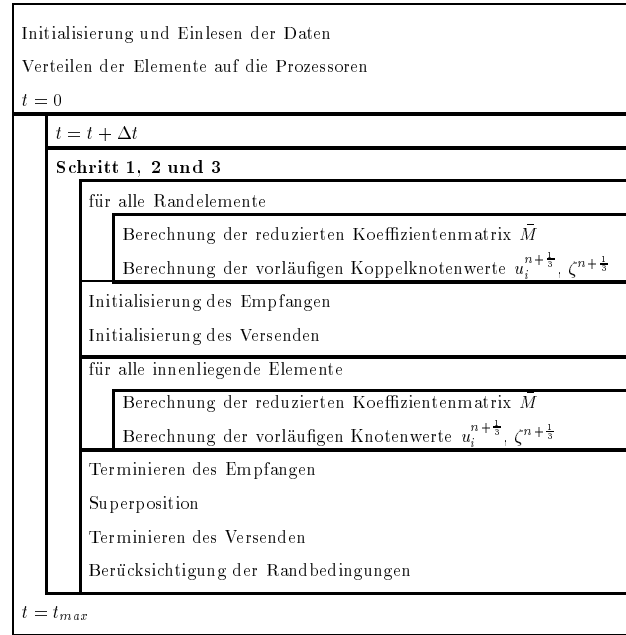 Initialisierung und Einlesen der Daten
Verteilen der Elemente auf die Prozessoren
t = 0
t = t + Δt
Schritt 1, 2 und 3
für alle Randelemente
Berechnung der reduzierten Koeffizientenmatrix M̄
Berechnung der vorläufigen Koppelknotenwerte u_i^{n+1/3}, ζ^{n+1/3}
Initialisierung des Empfangen
Initialisierung des Versenden
für alle innenliegende Elemente
Berechnung der reduzierten Koeffizientenmatrix M̄
Berechnung der vorläufigen Knotenwerte u_i^{n+1/3}, ζ^{n+1/3}
Terminieren des Empfangen
Superposition
Terminieren des Versenden
Berücksichtigung der Randbedingungen
t = t_{max}